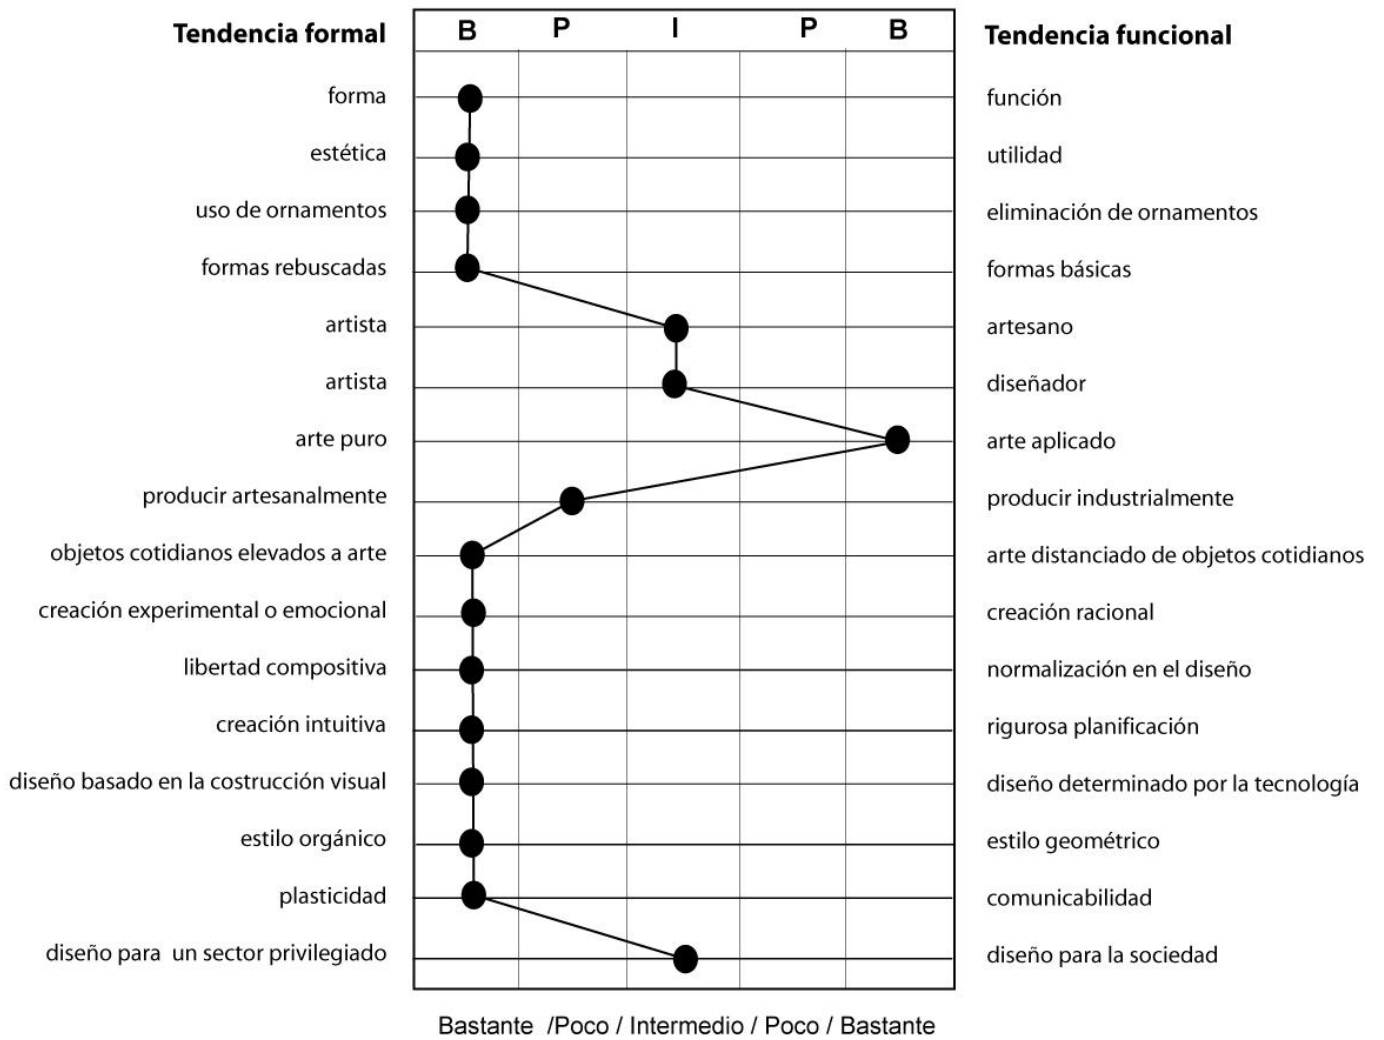 Tendencia formal B P I P B Tendencia funcional
forma función
estética utilidad
uso de ornamentos eliminación de ornamentos
formas rebuscadas formas básicas
artista artesano
artista diseñador
arte puro arte aplicado
producir artesanalmente producir industrialmente
objetos cotidianos elevados a arte arte distanciado de objetos cotidianos
creación experimental o emocional creación racional
libertad compositiva normalización en el diseño
creación intuitiva rigurosa planificación
diseño basado en la costrucción visual diseño determinado por la tecnología
estilo orgánico estilo geométrico
plasticidad comunicabilidad
diseño para un sector privilegiado diseño para la sociedad
Bastante /Poco / Intermedio / Poco / Bastante